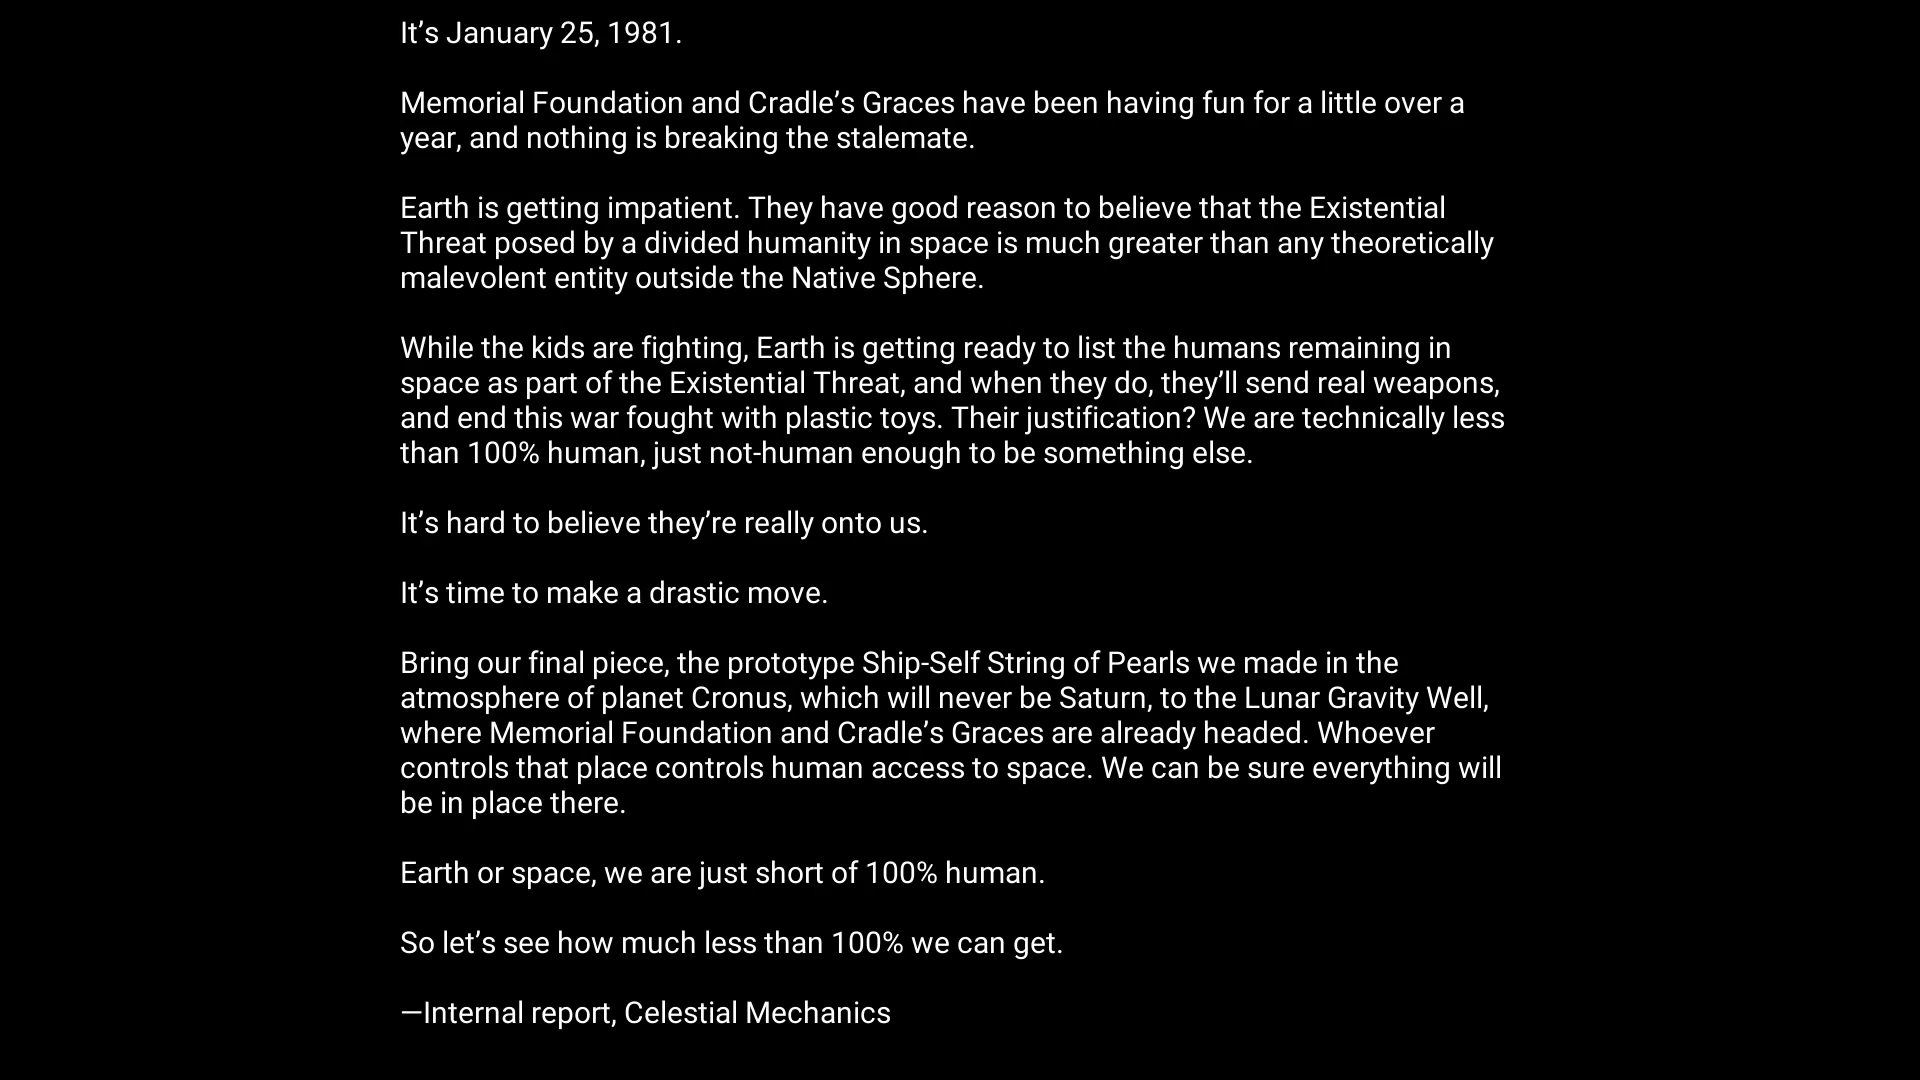 It’s January 25, 1981.
Memorial Foundation and Cradle’s Graces have been having fun for a little over a
year, and nothing is breaking the stalemate.
Earth is getting impatient. They have good reason to believe that the Existential
Threat posed by a divided humanity in space is much greater than any theoretically
malevolent entity outside the Native Sphere.
While the kids are fighting, Earth is getting ready to list the humans remaining in
space as part of the Existential Threat, and when they do, they’ll send real weapons,
and end this war fought with plastic toys. Their justification? We are technically less
than 100% human, just not-human enough to be something else.
It’s hard to believe they’re really onto us.
It’s time to make a drastic move.
Bring our final piece, the prototype Ship-Self String of Pearls we made in the
atmosphere of planet Cronus, which will never be Saturn, to the Lunar Gravity Well,
where Memorial Foundation and Cradle’s Graces are already headed. Whoever
controls that place controls human access to space. We can be sure everything will
be in place there.
Earth or space, we are just short of 100% human.
So let’s see how much less than 100% we can get.
—Internal report, Celestial Mechanics